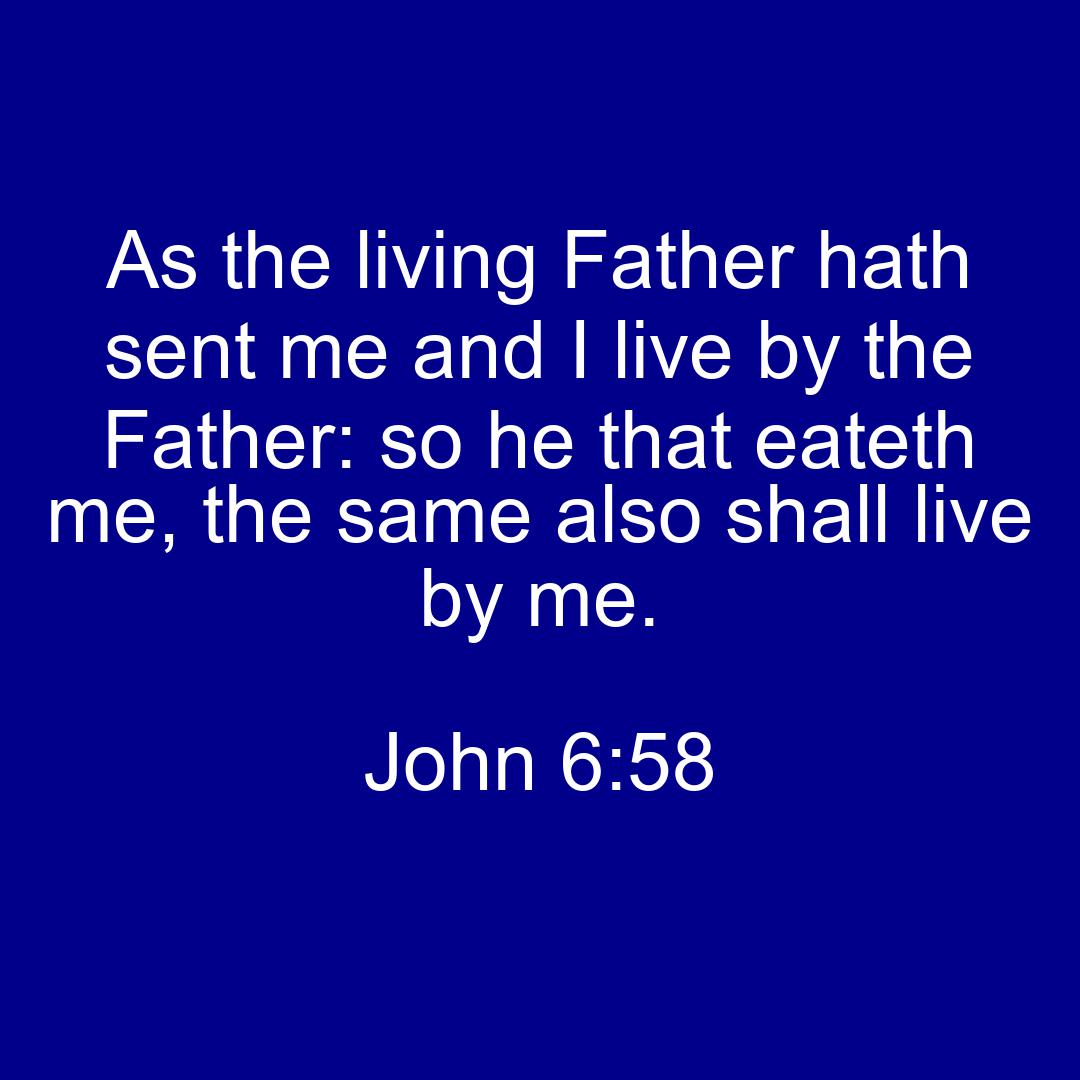 As the living Father hath
sent me and I live by the
Father: so he that eateth
me, the same also shall live
by me.
John 6:58